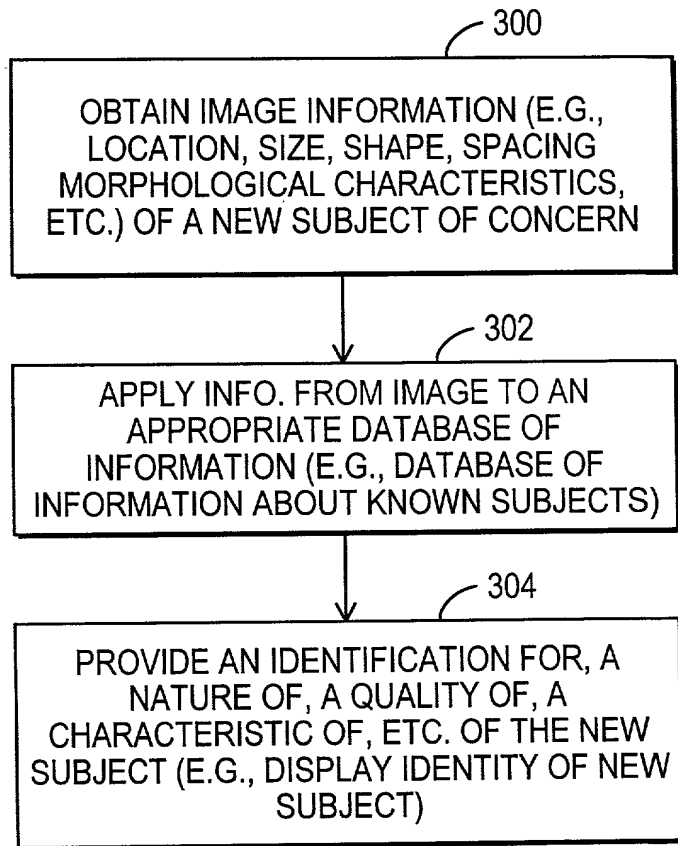 300
OBTAIN IMAGE INFORMATION (E.G.,
LOCATION, SIZE, SHAPE, SPACING
MORPHOLOGICAL CHARACTERISTICS,
ETC.) OF A NEW SUBJECT OF CONCERN
302
APPLY INFO. FROM IMAGE TO AN
APPROPRIATE DATABASE OF
INFORMATION (E.G., DATABASE OF
INFORMATION ABOUT KNOWN SUBJECTS)
304
PROVIDE AN IDENTIFICATION FOR, A
NATURE OF, A QUALITY OF, A
CHARACTERISTIC OF, ETC. OF THE NEW
SUBJECT (E.G., DISPLAY IDENTITY OF NEW
SUBJECT)